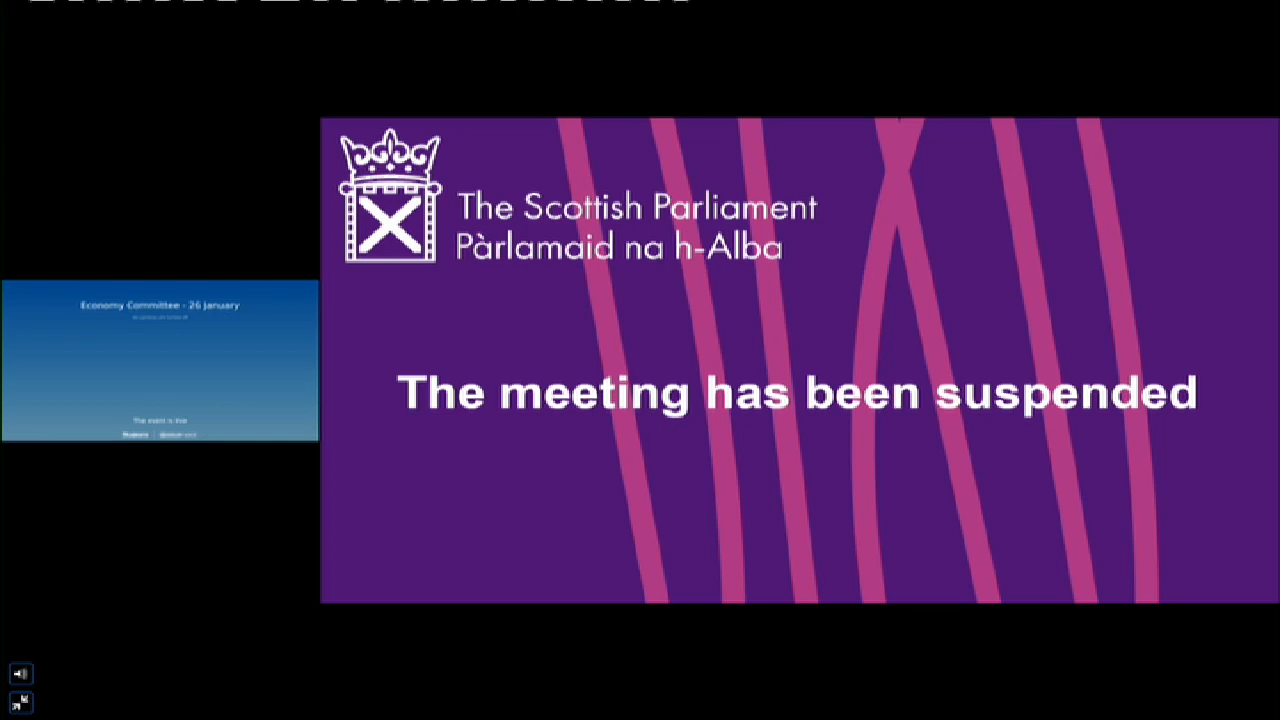 The Scottish Parliament
Pàrlamaid na h-Alba
Economy Committee - 26 January
The meeting has been suspended
The event is live